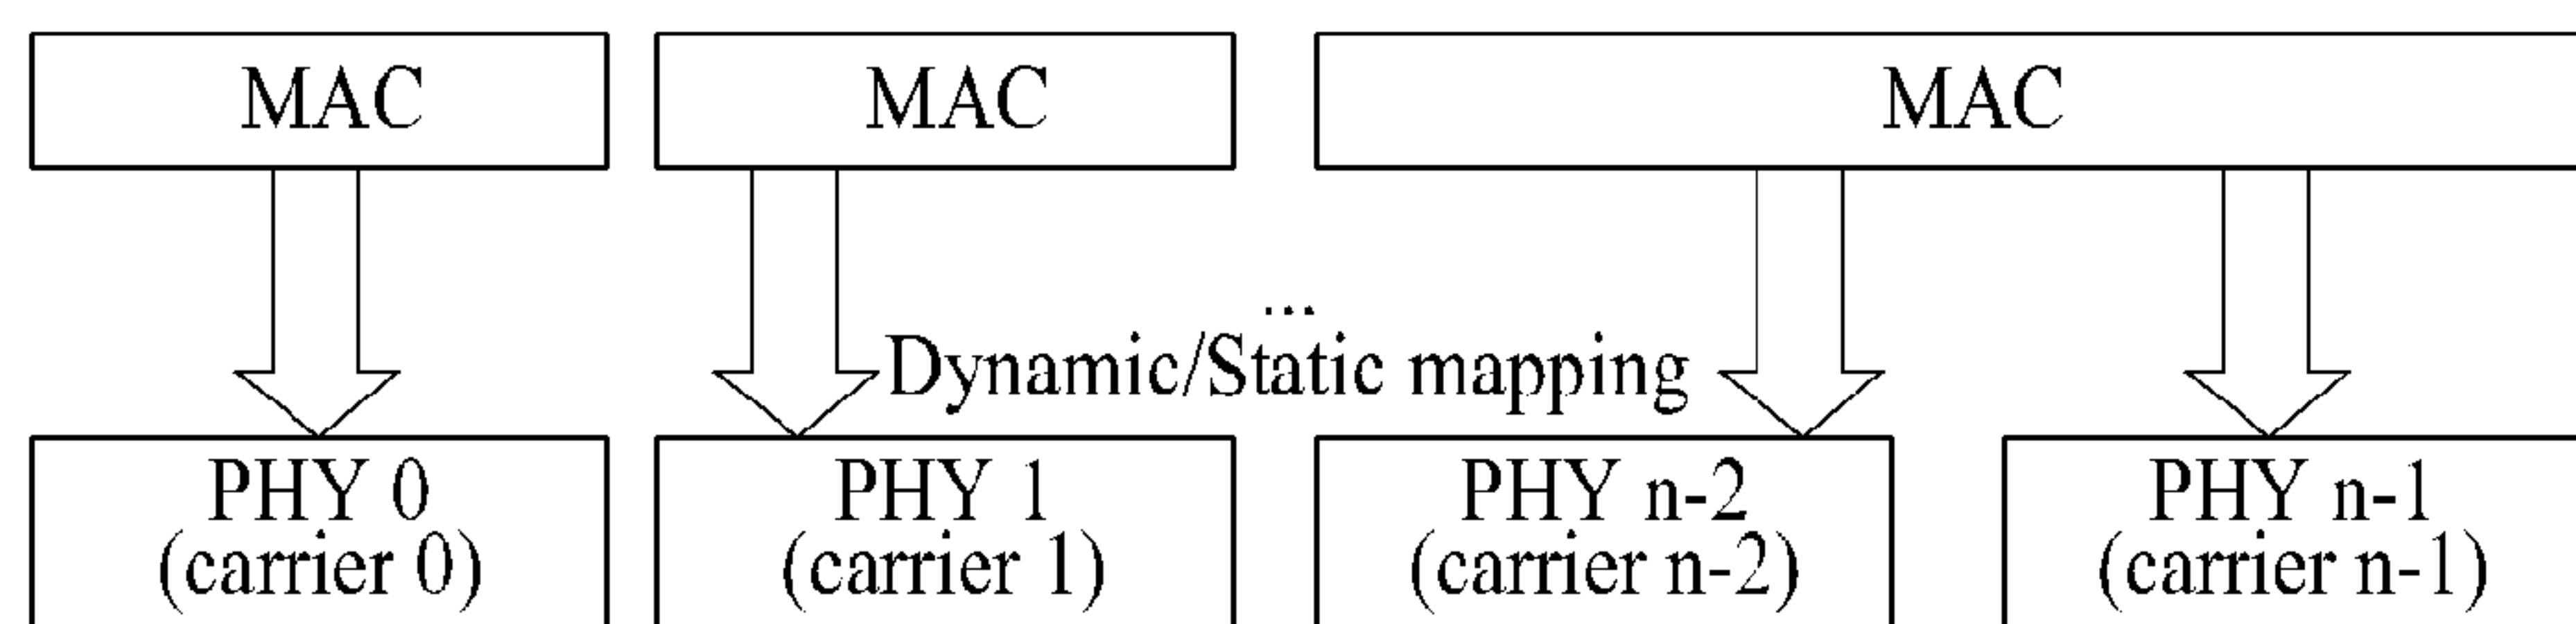 MAC
MAC
MAC
...
Dynamic/Static mapping
PHY 0
(carrier 0)
PHY 1
(carrier 1)
PHY n-2
(carrier n-2)
PHY n-1
(carrier n-1)